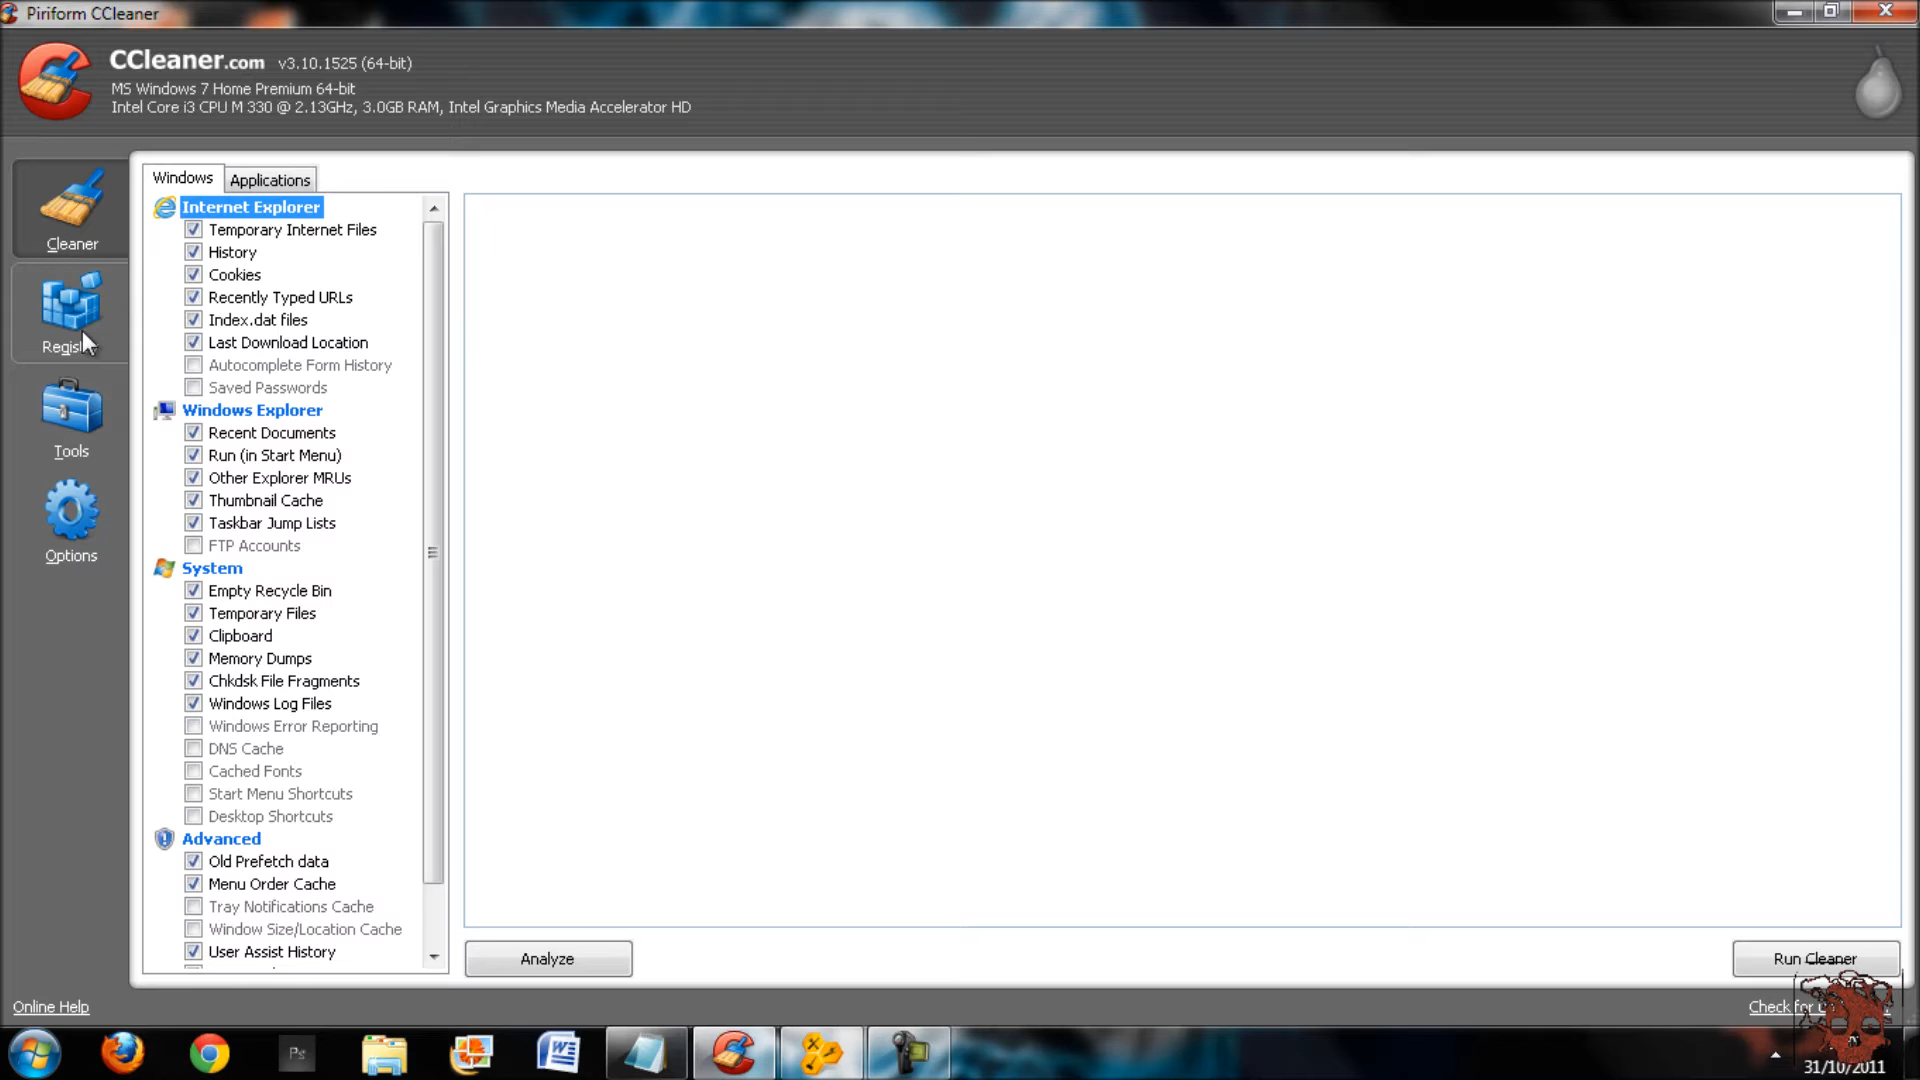 Piriform CCleaner
CCleaner.com v3.10.1525 (64-bit)
MS Windows 7 Home Premium 64-bit
Intel Core i3 CPU M 330 @ 2.13GHz, 3.0GB RAM, Intel Graphics Media Accelerator HD
Cleaner
Tools
Options
Windows
Applications
Internet Explorer
Temporary Internet Files
History
Cookies
Recently Typed URLs
Index.dat files
Last Download Location
Autocomplete Form History
Saved Passwords
Windows Explorer
Recent Documents
Run (in Start Menu)
Other Explorer MRUs
Thumbnail Cache
Taskbar Jump Lists
FTP Accounts
System
Empty Recycle Bin
Temporary Files
Clipboard
Memory Dumps
Chkdsk File Fragments
Windows Log Files
Windows Error Reporting
DNS Cache
Cached Fonts
Start Menu Shortcuts
Desktop Shortcuts
Advanced
Old Prefetch data
Menu Order Cache
Tray Notifications Cache
Window Size/Location Cache
User Assist History
Analyze
Run Cleaner
Online Help
Check for
Ps
W
31/10/2011